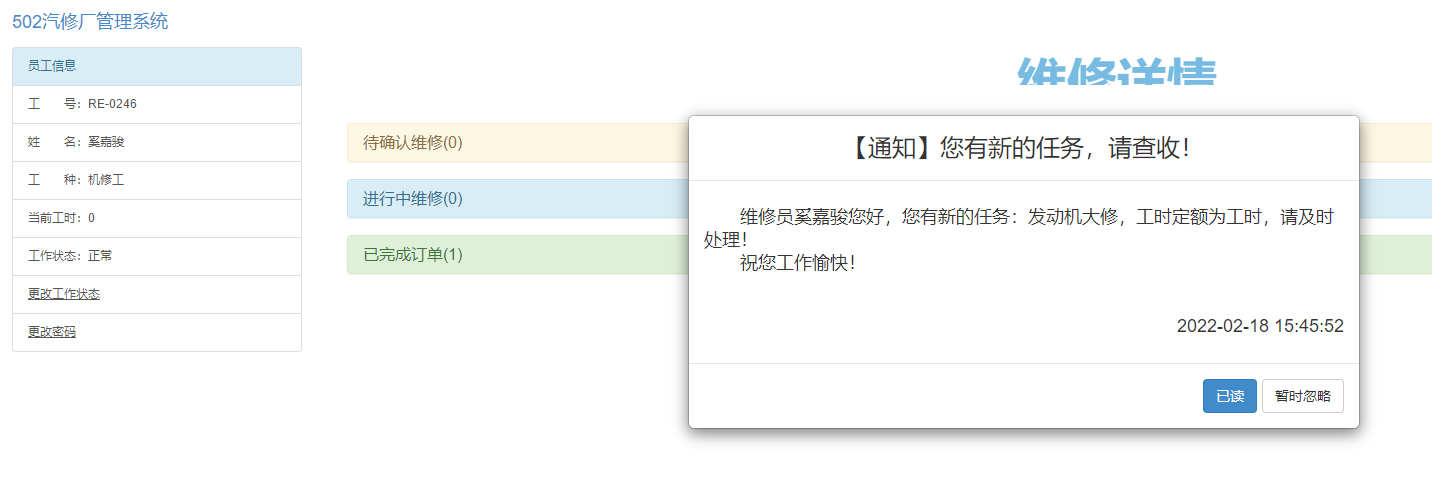 502汽修厂管理系统
员工信息
工 号：RE-0246
姓 名：奚嘉骏
工 种：机修工
当前工时：0
工作状态：正常
更改工作状态
更改密码
维修详情
待确认维修(0)
进行中维修(0)
已完成订单(1)
【通知】您有新的任务，请查收！
维修员奚嘉骏您好，您有新的任务：发动机大修，工时定额为工时，请及时
处理！
祝您工作愉快！
2022-02-18 15:45:52
已读
暂时忽略